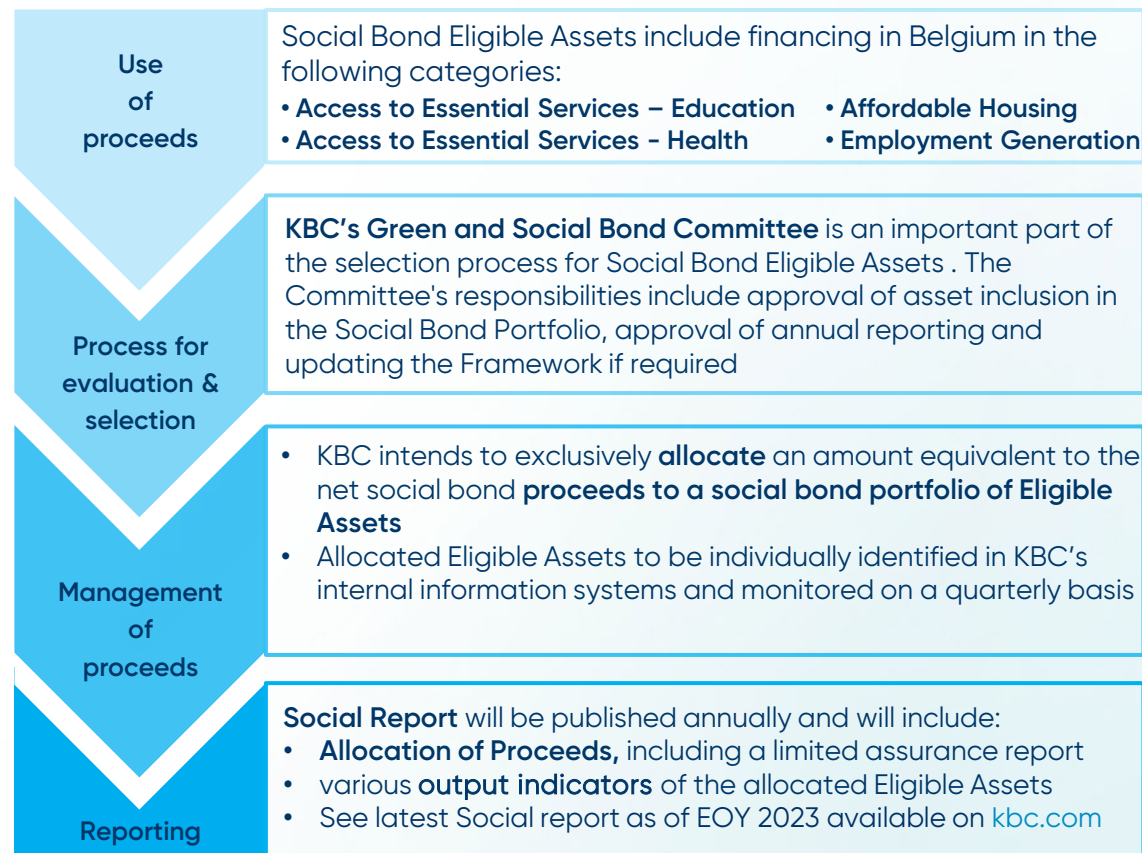 Use
of
proceeds
Social Bond Eligible Assets include financing in Belgium in the
following categories:
• Access to Essential Services – Education
• Access to Essential Services - Health
• Affordable Housing
• Employment Generation
Process for
evaluation &
selection
KBC's Green and Social Bond Committee is an important part of
the selection process for Social Bond Eligible Assets . The
Committee's responsibilities include approval of asset inclusion in
the Social Bond Portfolio, approval of annual reporting and
updating the Framework if required
Management
of
proceeds
• KBC intends to exclusively allocate an amount equivalent to the
net social bond proceeds to a social bond portfolio of Eligible
Assets
• Allocated Eligible Assets to be individually identified in KBC's
internal information systems and monitored on a quarterly basis
Reporting
Social Report will be published annually and will include:
• Allocation of Proceeds, including a limited assurance report
• various output indicators of the allocated Eligible Assets
• See latest Social report as of EOY 2023 available on kbc.com